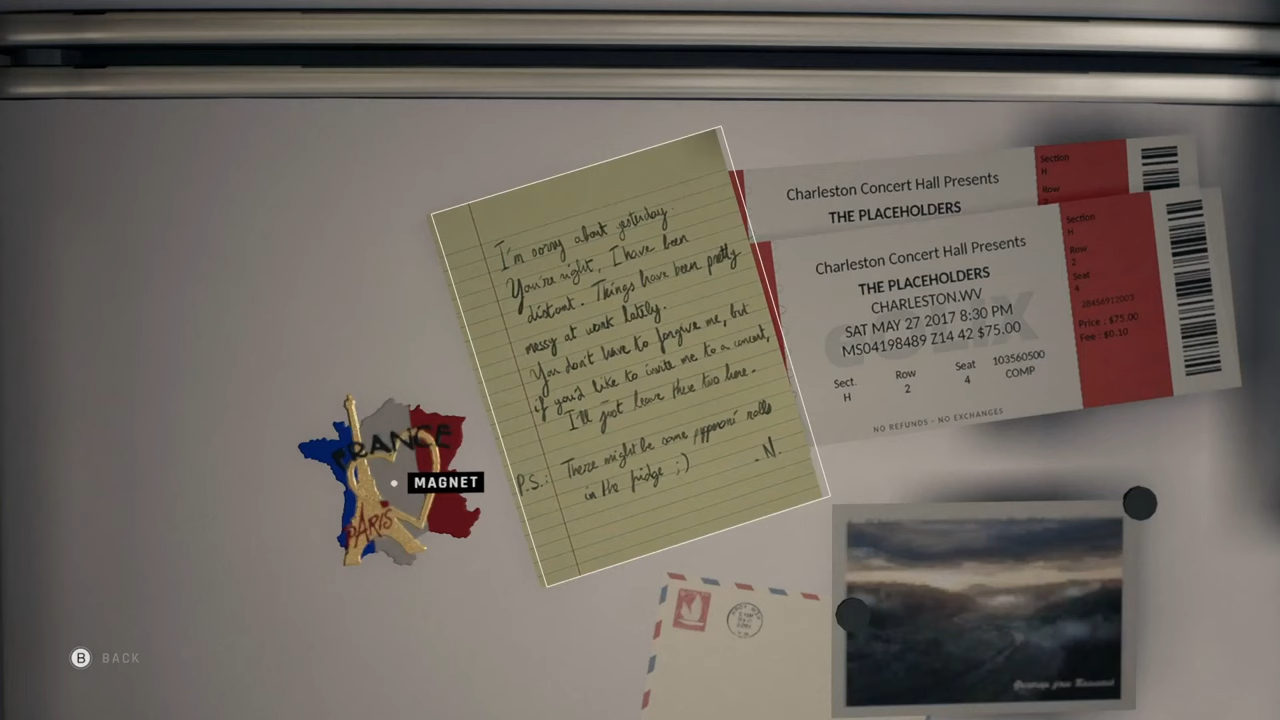 Charleston Concert Hall Presents
THE PLACEHOLDERS
Section
H
Row
2
Charleston Concert Hall Presents
THE PLACEHOLDERS
CHARLESTON.WV
SAT MAY 27 2017 8:30 PM
MS04198489 Z14 42 $75.00
Sect.
H
Row
2
Seat
4
103560500
COMP
NO REFUNDS - NO EXCHANGES
Section
H
Row
2
Seat
4
28456912003
Price : $75.00
Fee : $0.10
I'm sorry about yesterday.
You're right, I have been
distant. Things have been pretty
messy at work lately.
You don't have to forgive me, but
if you'd like to invite me to a concert,
I'll just leave these two here.
P.S.: There might be some pepperoni rolls
in the fridge ;)
- N.
FRANCE
PARIS
MAGNET
Greetings from
B BACK